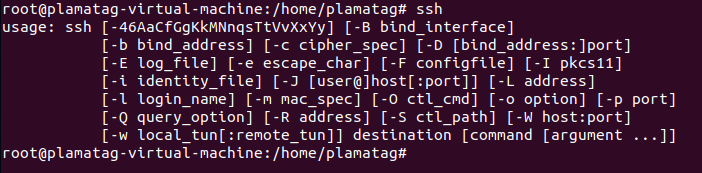 root@plamatag-virtual-machine:/home/plamatag# ssh
usage: ssh [-46AaCfGgKkMNnqsTtVvXxYy] [-B bind_interface]
           [-b bind_address] [-c cipher_spec] [-D [bind_address:]port]
           [-E log_file] [-e escape_char] [-F configfile] [-I pkcs11]
           [-i identity_file] [-J [user@]host[:port]] [-L address]
           [-l login_name] [-m mac_spec] [-O ctl_cmd] [-o option] [-p port]
           [-Q query_option] [-R address] [-S ctl_path] [-W host:port]
           [-w local_tun[:remote_tun]] destination [command [argument ...]]
root@plamatag-virtual-machine:/home/plamatag#